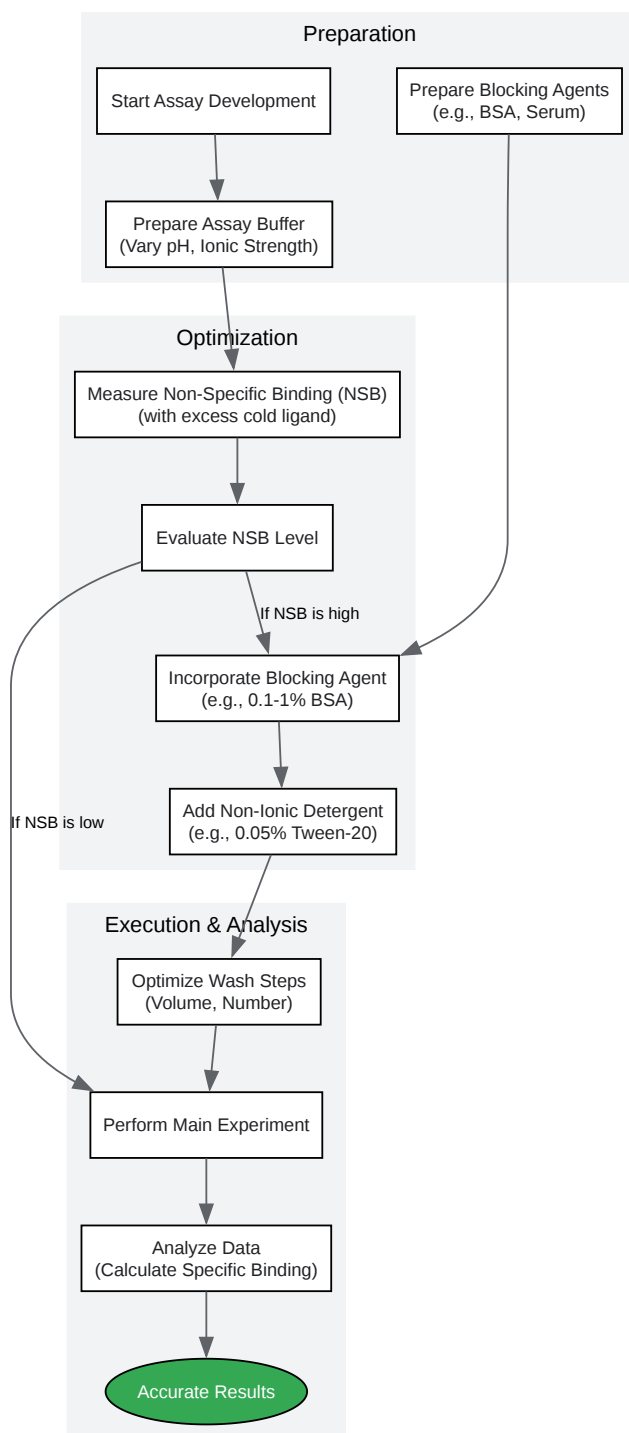 Preparation
Start Assay Development
Prepare Blocking Agents
(e.g., BSA, Serum)
Prepare Assay Buffer
(Vary pH, Ionic Strength)
Optimization
Measure Non-Specific Binding (NSB)
(with excess cold ligand)
Evaluate NSB Level
If NSB is high
Incorporate Blocking Agent
(e.g., 0.1-1% BSA)
Add Non-Ionic Detergent
(e.g., 0.05% Tween-20)
If NSB is low
Execution & Analysis
Optimize Wash Steps
(Volume, Number)
Perform Main Experiment
Analyze Data
(Calculate Specific Binding)
Accurate Results